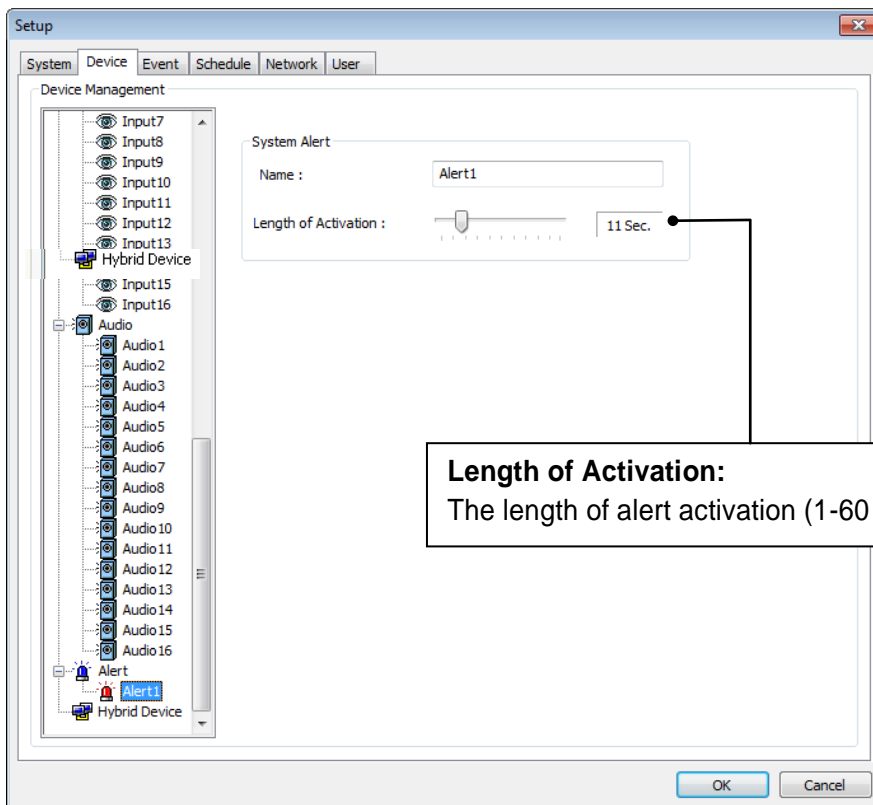 Setup
System Device Event Schedule Network User
Device Management
Input7
Input8
Input9
Input10
Input11
Input12
Input13
Hybrid Device
Input15
Input16
Audio
Audio1
Audio2
Audio3
Audio4
Audio5
Audio6
Audio7
Audio8
Audio9
Audio10
Audio11
Audio12
Audio13
Audio14
Audio15
Audio16
Alert
Alert1
Hybrid Device
System Alert
Name : Alert1
Length of Activation : 11 Sec.
Length of Activation:
The length of alert activation (1-60
OK Cancel